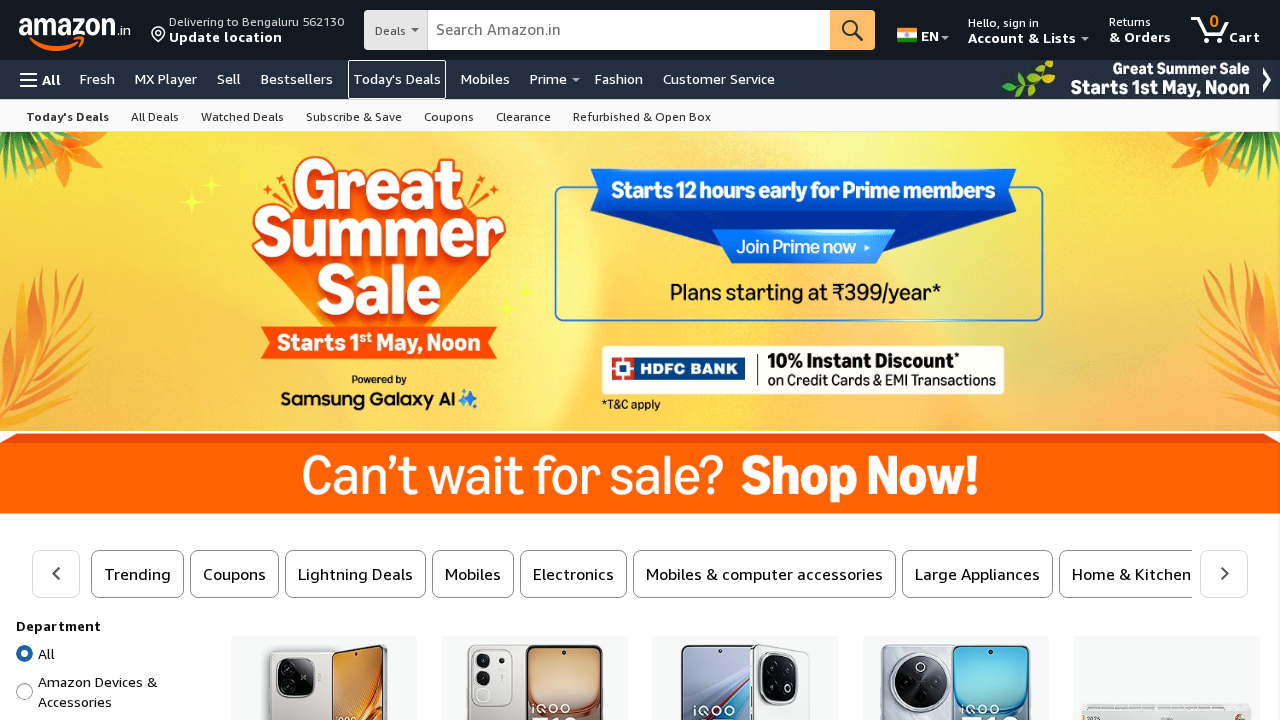 amazon.in
Delivering to Bengaluru 562130
Update location
Deals
Search Amazon.in
EN
Hello, sign in
Account & Lists
Returns
& Orders
0
Cart
All
Fresh
MX Player
Sell
Bestsellers
Today's Deals
Mobiles
Prime
Fashion
Customer Service
Great Summer Sale
Starts 1st May, Noon
Today's Deals
All Deals
Watched Deals
Subscribe & Save
Coupons
Clearance
Refurbished & Open Box
Great
Summer
Sale
Starts 1st May, Noon
Powered by
Samsung Galaxy AI
Starts 12 hours early for Prime members
Join Prime now
Plans starting at ₹399/year*
HDFC BANK
10% Instant Discount*
on Credit Cards & EMI Transactions
*T&C apply
Can't wait for sale? Shop Now!
Trending
Coupons
Lightning Deals
Mobiles
Electronics
Mobiles & computer accessories
Large Appliances
Home & Kitchen
Department
All
Amazon Devices &
Accessories
iQOO
iQOO
iQOO
iQOO